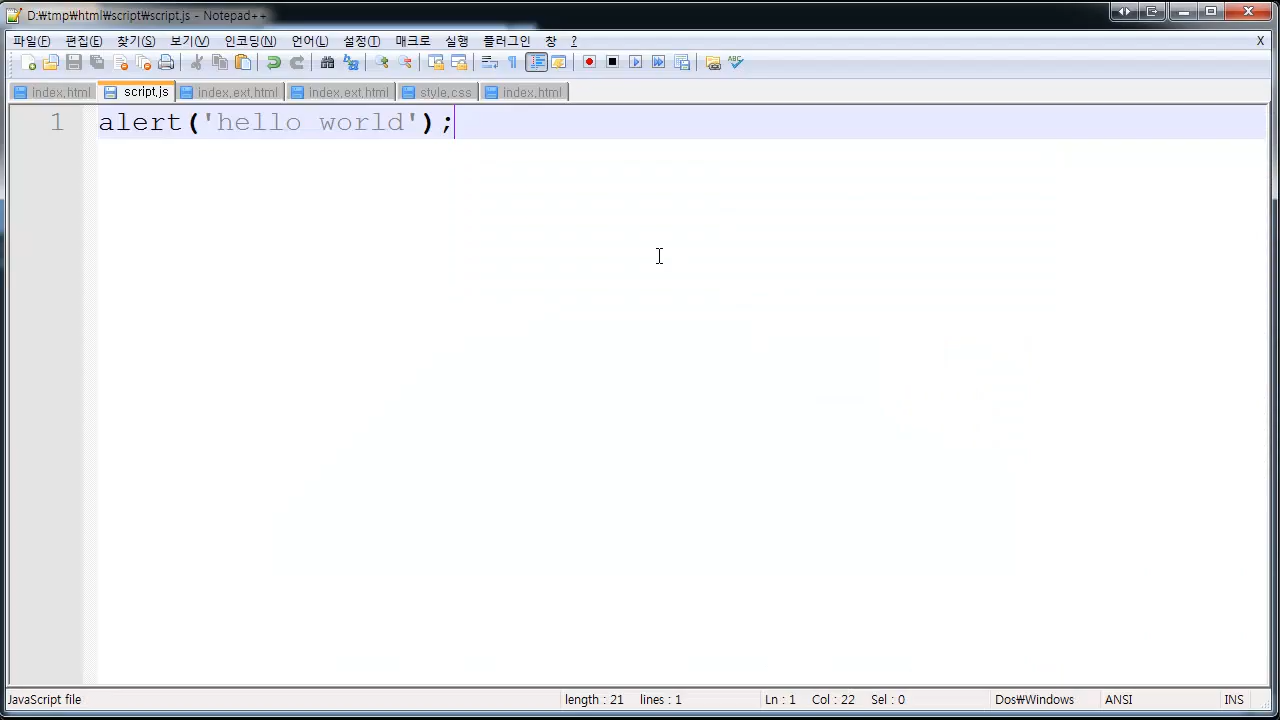 D:₩tmp₩html₩script₩script.js - Notepad++
파일(F) 편집(E) 찾기(S) 보기(V) 인코딩(N) 언어(L) 설정(T) 매크로 실행 플러그인 창 ? X
index.html script.js index.ext.html index.ext.html style.css index.html
1 alert('hello world');
JavaScript file length : 21 lines : 1 Ln : 1 Col : 22 Sel : 0 Dos₩Windows ANSI INS